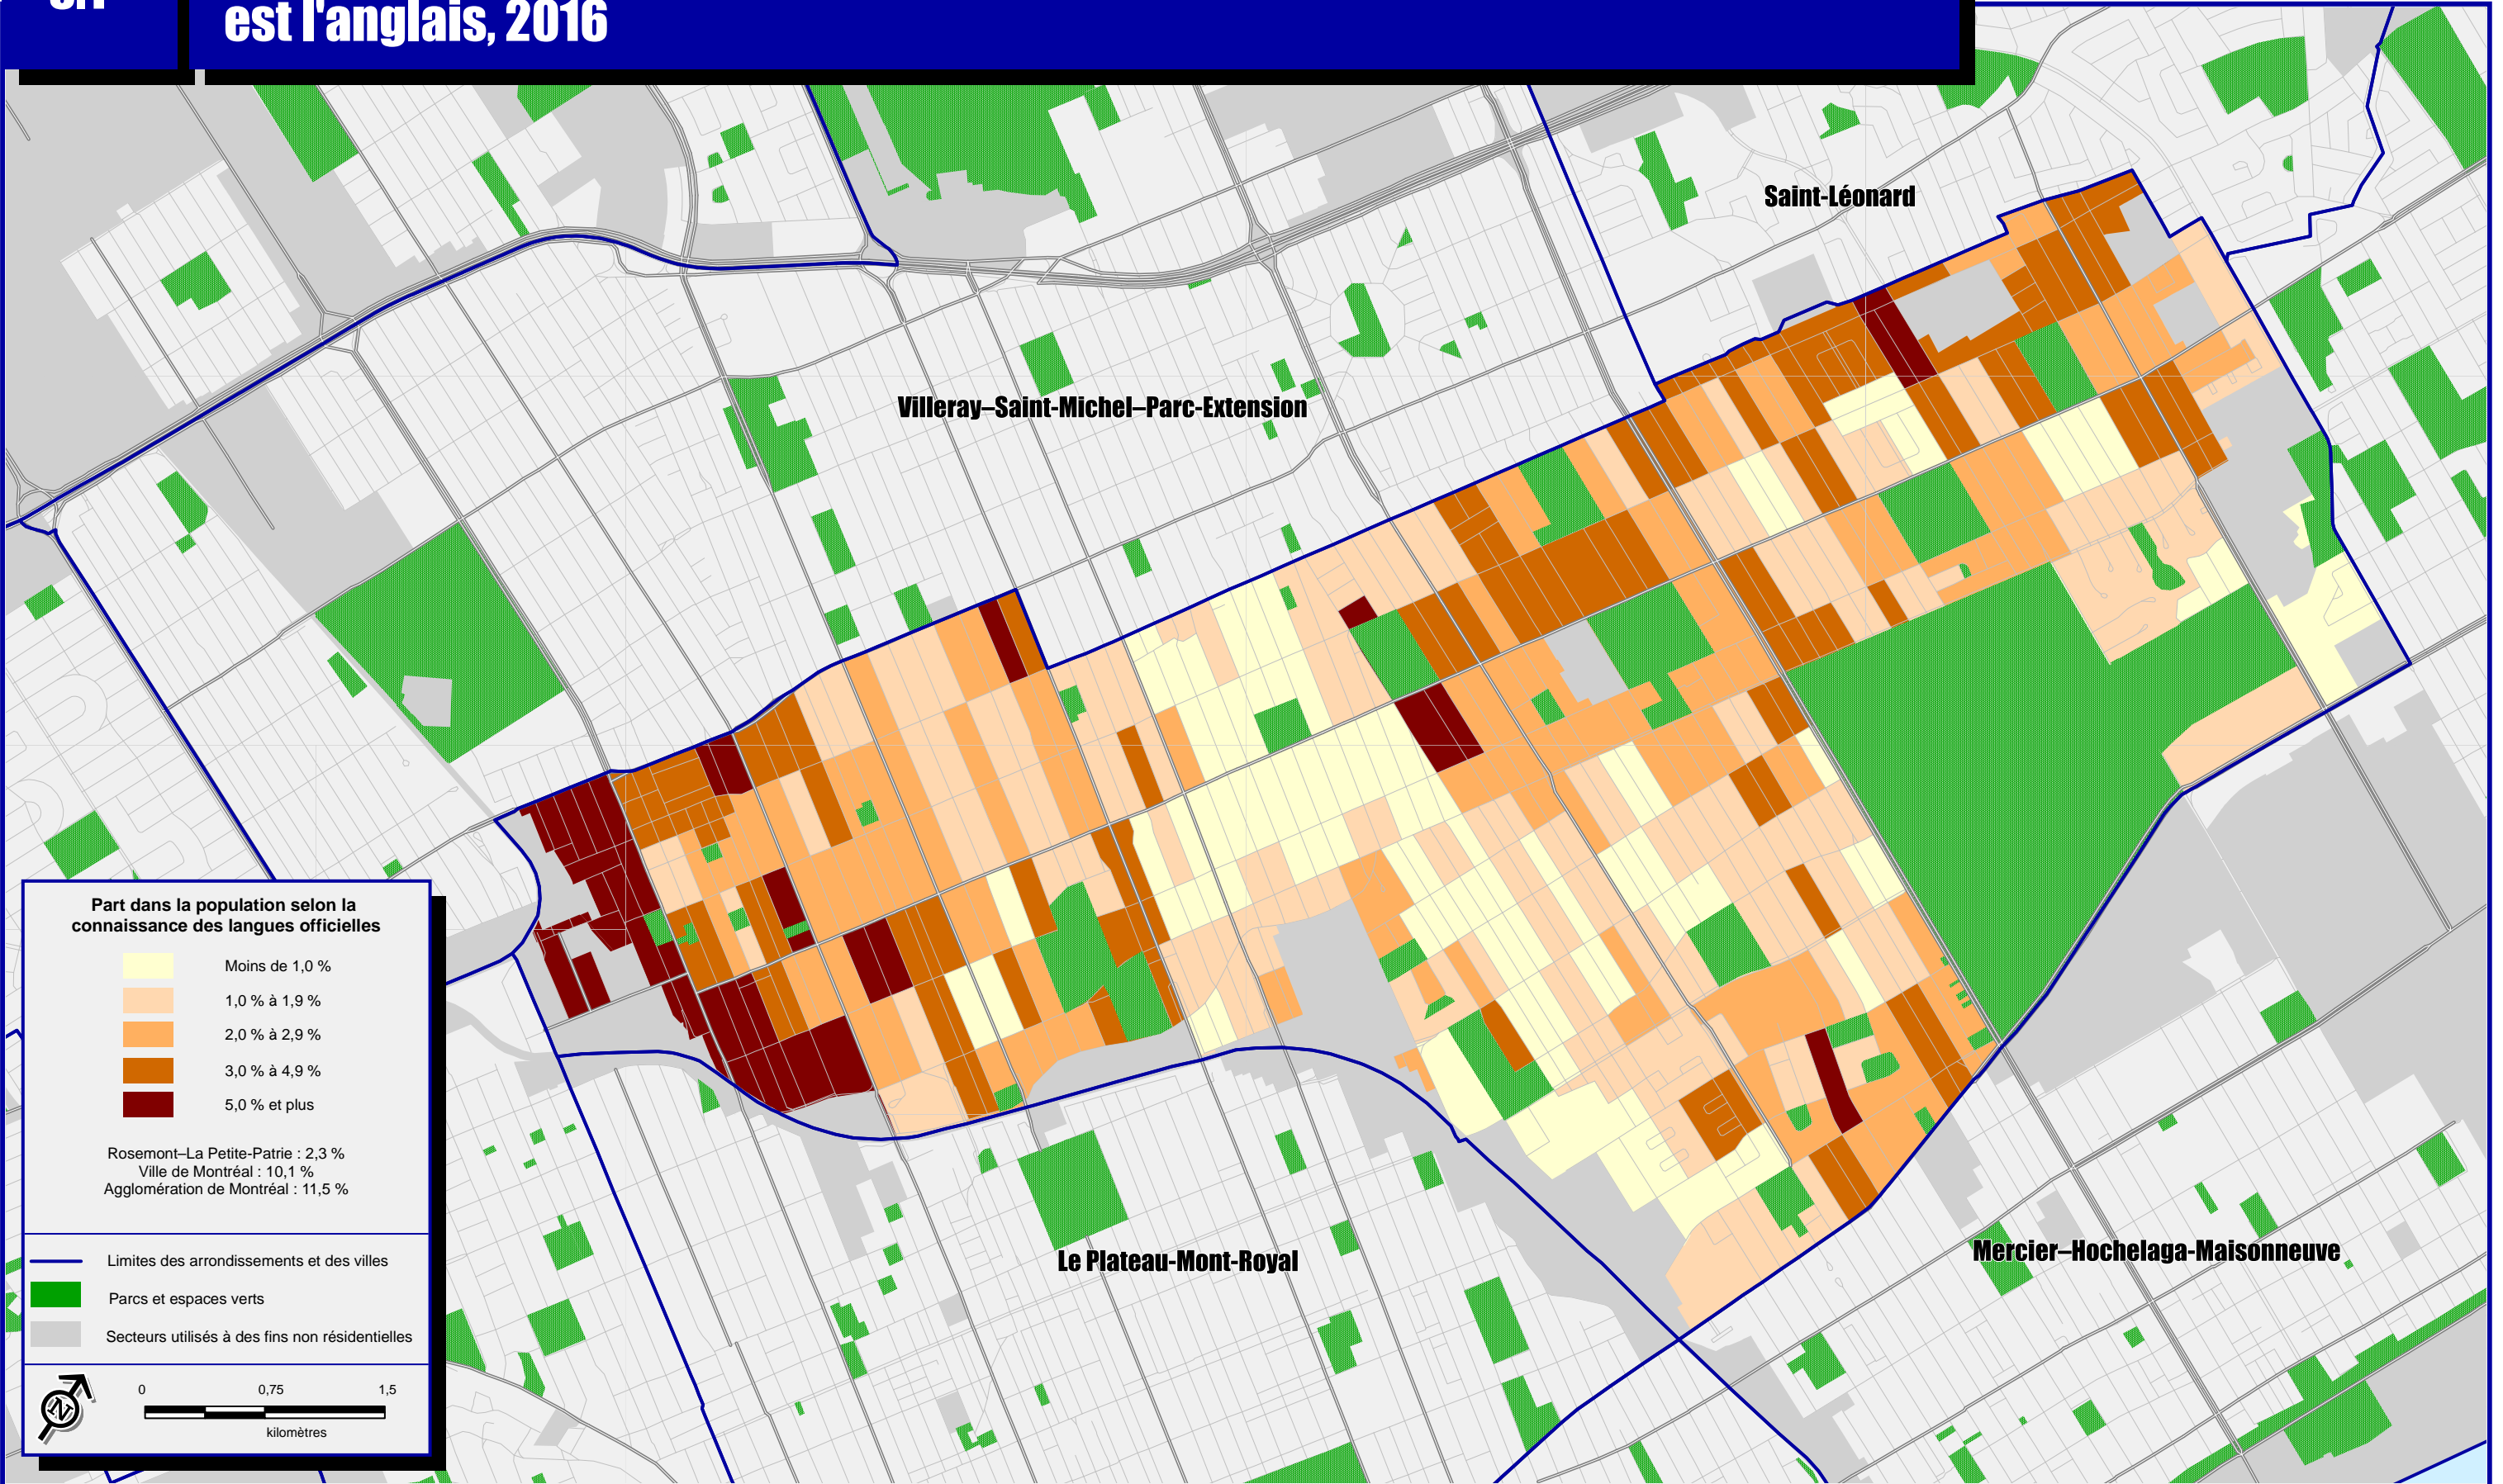 est l'anglais, 2016
Saint-Léonard
Villeray–Saint-Michel–Parc-Extension
Le Plateau-Mont-Royal
Mercier–Hochelaga-Maisonneuve
Part dans la population selon la
connaissance des langues officielles
Moins de 1,0 %
1,0 % à 1,9 %
2,0 % à 2,9 %
3,0 % à 4,9 %
5,0 % et plus
Rosemont–La Petite-Patrie : 2,3 %
Ville de Montréal : 10,1 %
Agglomération de Montréal : 11,5 %
Limites des arrondissements et des villes
Parcs et espaces verts
Secteurs utilisés à des fins non résidentielles
N
0 0,75 1,5
kilomètres